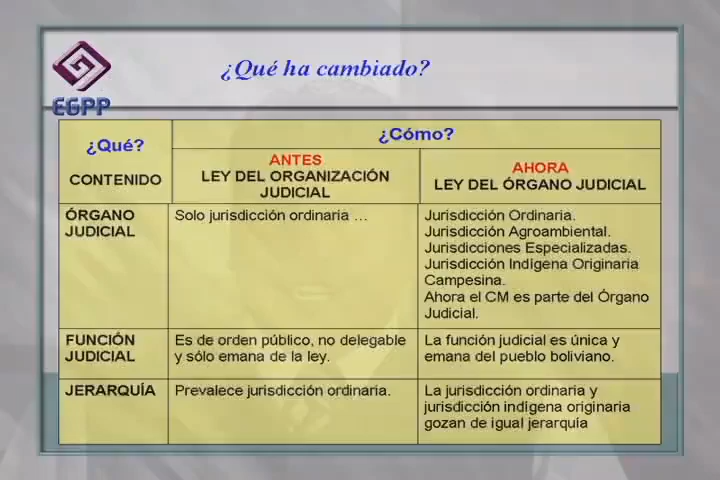 ¿Qué ha cambiado?
EGPP
¿Qué?
CONTENIDO
¿Cómo?
ANTES
LEY DEL ORGANIZACIÓN
JUDICIAL
AHORA
LEY DEL ÓRGANO JUDICIAL
ÓRGANO
JUDICIAL
Solo jurisdicción ordinaria …
Jurisdicción Ordinaria.
Jurisdicción Agroambiental.
Jurisdicciones Especializadas.
Jurisdicción Indígena Originaria
Campesina.
Ahora el CM es parte del Órgano
Judicial.
FUNCIÓN
JUDICIAL
Es de orden público, no delegable
y sólo emana de la ley.
La función judicial es única y
emana del pueblo boliviano.
JERARQUÍA
Prevalece jurisdicción ordinaria.
La jurisdicción ordinaria y
jurisdicción indígena originaria
gozan de igual jerarquía